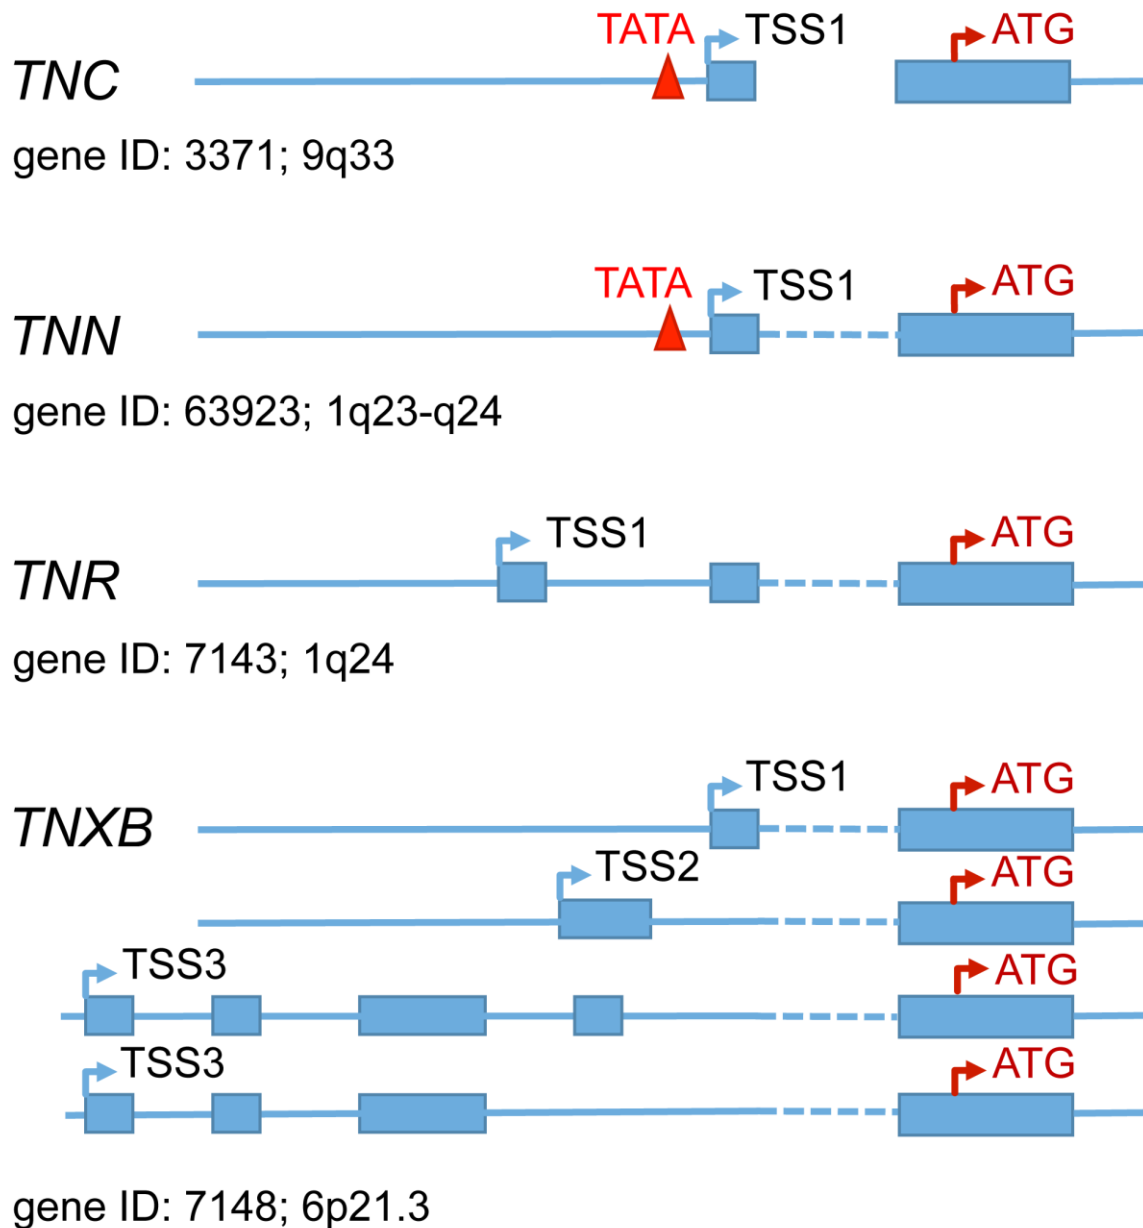 TATA TSS1 ATG
TNC
gene ID: 3371; 9q33
TATA TSS1 ATG
TNN
gene ID: 63923; 1q23-q24
TSS1 ATG
TNR
gene ID: 7143; 1q24
TSS1 ATG
TNXB
TSS2 ATG
TSS3 ATG
TSS3 ATG
gene ID: 7148; 6p21.3